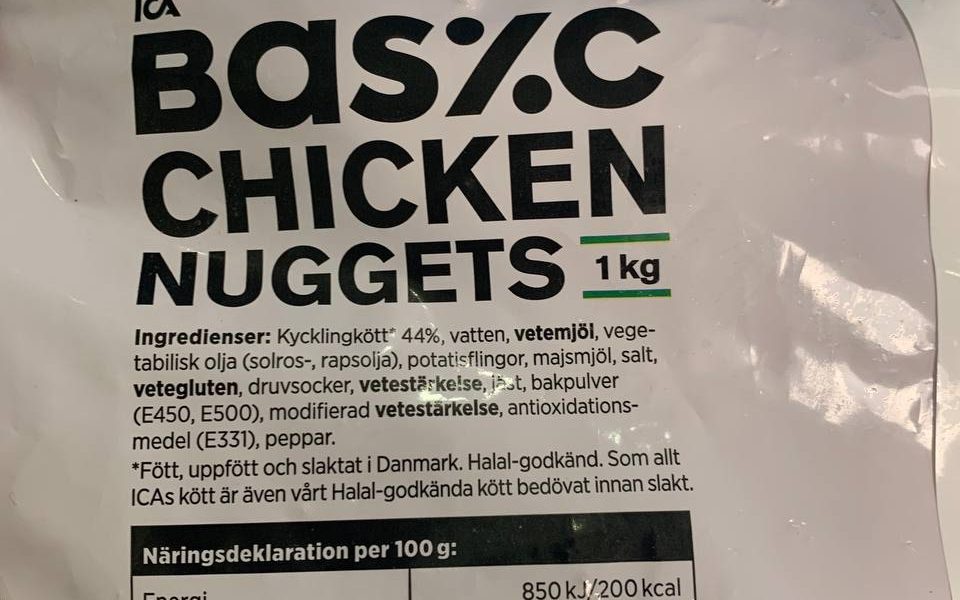 ICA
Basic
CHICKEN
NUGGETS 1 kg
Ingredienser: Kycklingkött* 44%, vatten, vetemjöl, vege-
tabilisk olja (solros-, rapsolja), potatisflingor, majsmjöl, salt,
vetegluten, druvsocker, vetestärkelse, jäst, bakpulver
(E450, E500), modifierad vetestärkelse, antioxidations-
medel (E331), peppar.
*Fött, uppfött och slaktat i Danmark. Halal-godkänd. Som allt
ICAs kött är även vårt Halal-godkända kött bedövat innan slakt.
Näringsdeklaration per 100 g:
Energi 850 kJ/200 kcal